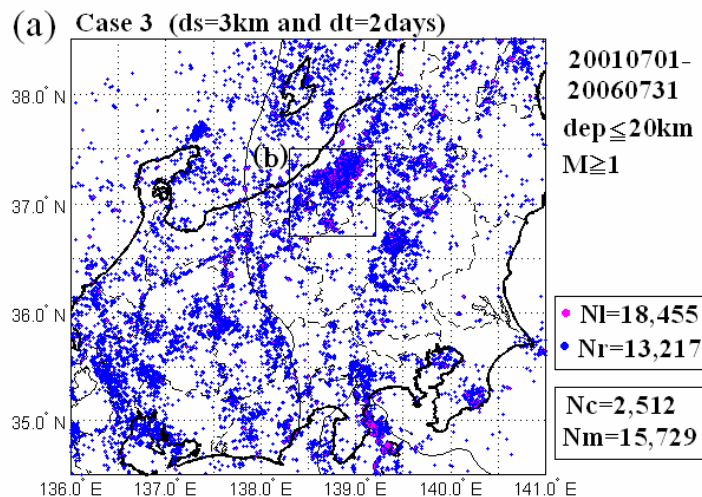 (a) Case 3 (ds=3km and dt=2days)
20010701-
20060731
dep≦20km
M≧1
38.0° N
(b)
37.0° N
36.0° N
35.0° N
Nl=18,455
Nr=13,217
Nc=2,512
Nm=15,729
136.0° E 137.0° E 138.0° E 139.0° E 140.0° E 141.0° E